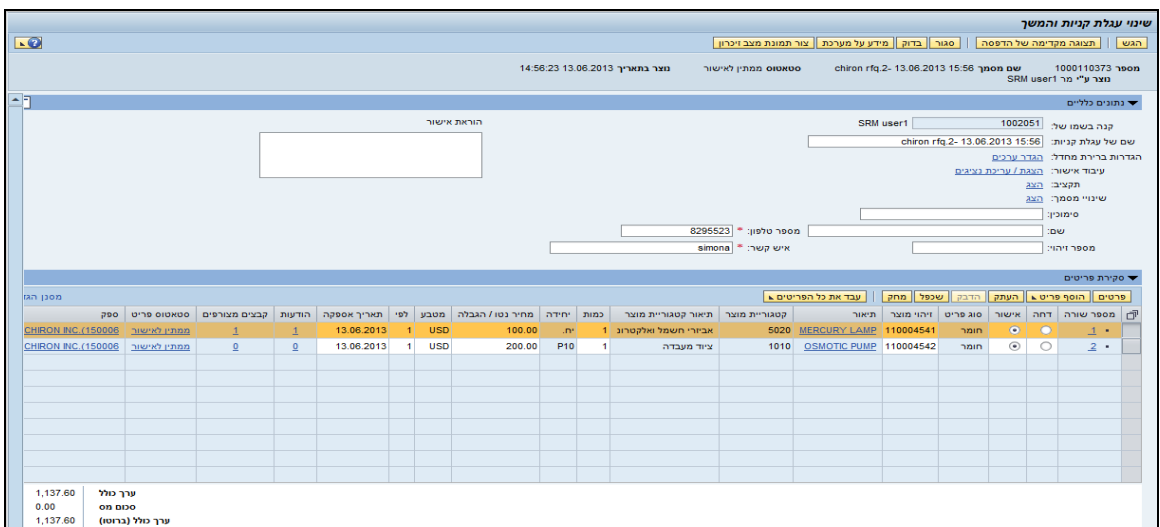 שינוי עגלת קניות והמשך
הגש תצוגה מקדימה של הדפסה סגור בדוק מידע על מערכת צור תמונת מצב זיכרון
מספר 1000110373 שם מסמך chiron rfq.2- 13.06.2013 15:56 סטאטוס ממתין לאישור נוצר בתאריך 13.06.2013 14:56:23
נוצר ע"י מר SRM user1
נתונים כלליים
קנה בשמו של: 1002051 SRM user1 הוראת אישור
שם של עגלת קניות: chiron rfq.2- 13.06.2013 15:56
הגדרות ברירת מחדל: הגדר ערכים
עיבוד אישור: הצגת / עריכת נציגים
תקציב: הצג
שינויי מסמך: הצג
סימוכין:
שם: מספר טלפון: * 8295523
מספר זיהוי: איש קשר: * simona
סקירת פריטים
פרטים הוסף פריט העתק הדבק שכפל מחק עבד את כל הפריטים מסנן הגד
מספר שורה דחה אישור סוג פריט זיהוי מוצר תיאור קטגוריית מוצר תיאור קטגוריית מוצר כמות יחידה מחיר נטו / הגבלה מטבע לפי תאריך אספקה הודעות קבצים מצורפים סטאטוס פריט ספק
1 חומר 110004541 MERCURY LAMP 5020 אביזרי חשמל ואלקטרונ 1 יח. 100.00 USD 1 13.06.2013 1 1 ממתין לאישור CHIRON INC.(150006
2 חומר 110004542 OSMOTIC PUMP 1010 ציוד מעבדה 1 P10 200.00 USD 1 13.06.2013 0 0 ממתין לאישור CHIRON INC.(150006
ערך כולל 1,137.60
סכום מס 0.00
ערך כולל (ברוטו) 1,137.60